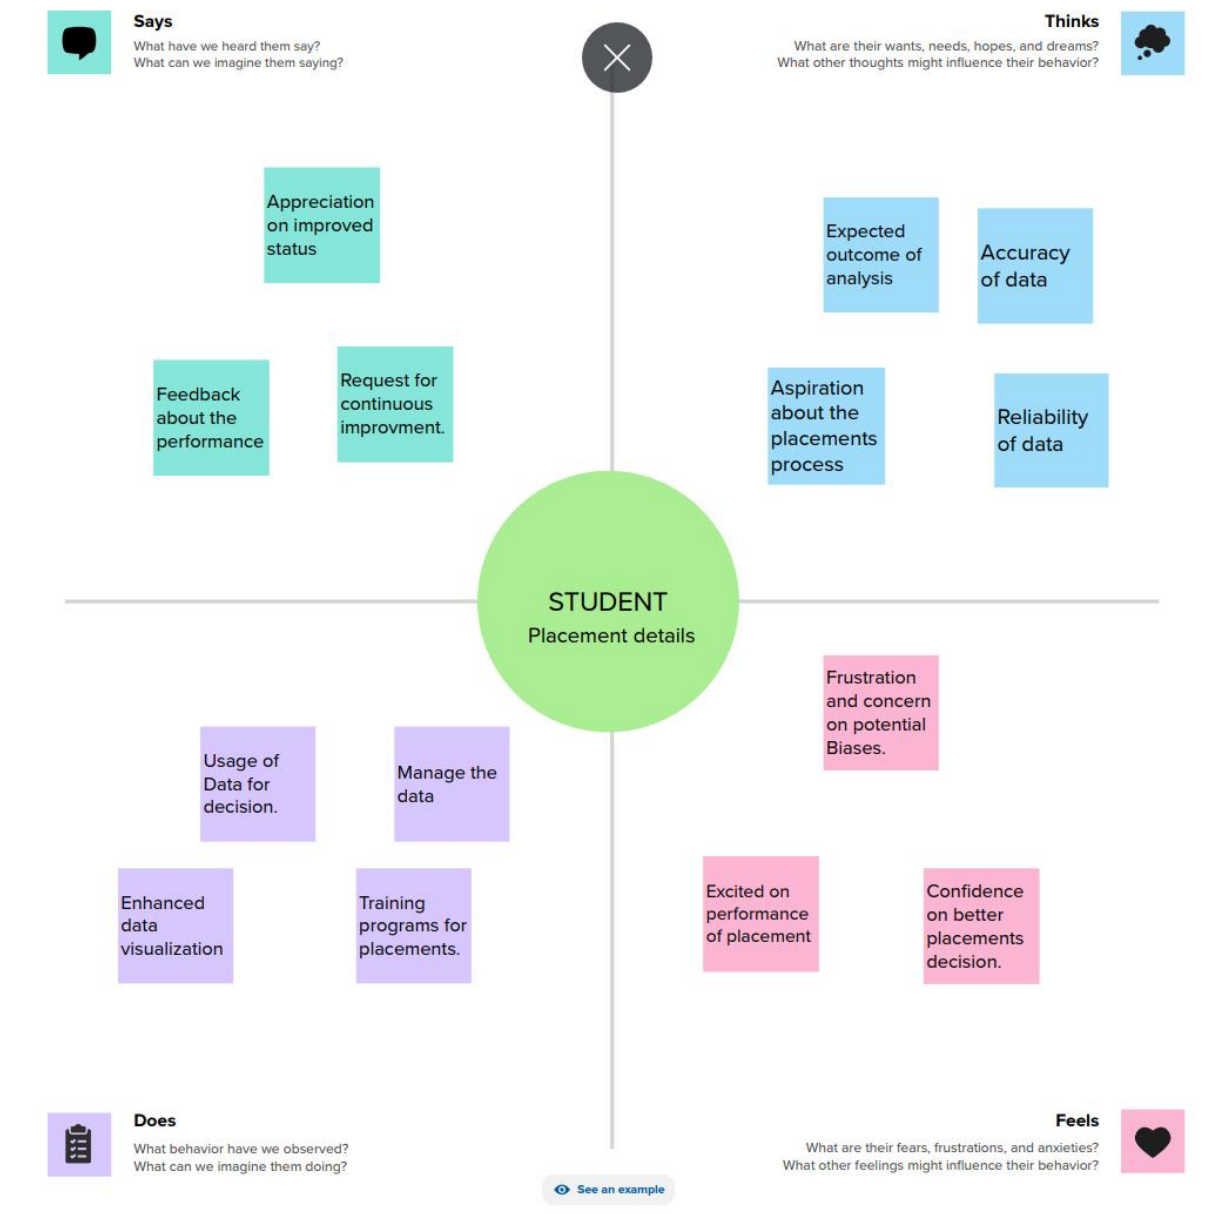 Says
What have we heard them say?
What can we imagine them saying?
Thinks
What are their wants, needs, hopes, and dreams?
What other thoughts might influence their behavior?
Appreciation
on improved
status
Feedback
about the
performance
Request for
continuous
improvment.
Expected
outcome of
analysis
Accuracy
of data
Aspiration
about the
placements
process
Reliability
of data
STUDENT
Placement details
Usage of
Data for
decision.
Manage the
data
Enhanced
data
visualization
Training
programs for
placements.
Frustration
and concern
on potential
Biases.
Excited on
performance
of placement
Confidence
on better
placements
decision.
Does
What behavior have we observed?
What can we imagine them doing?
Feels
What are their fears, frustrations, and anxieties?
What other feelings might influence their behavior?
See an example